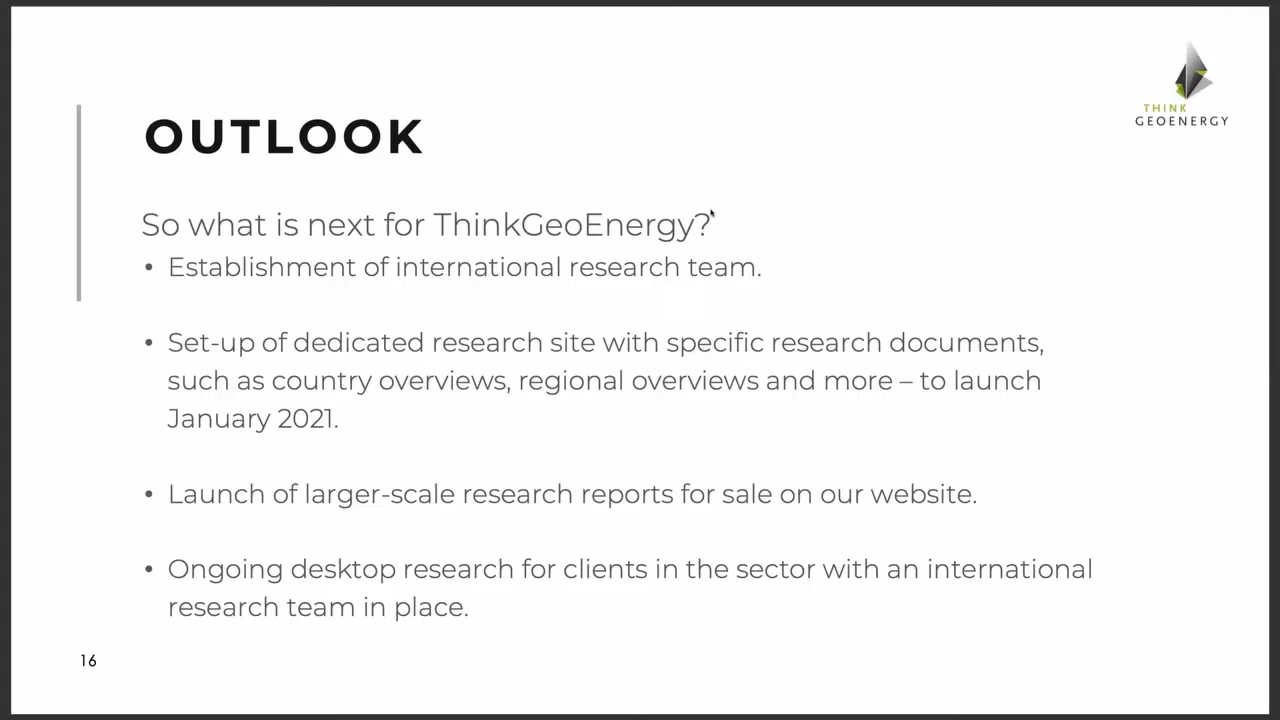 THINK
GEOENERGY
OUTLOOK
So what is next for ThinkGeoEnergy?
• Establishment of international research team.
• Set-up of dedicated research site with specific research documents,
such as country overviews, regional overviews and more – to launch
January 2021.
• Launch of larger-scale research reports for sale on our website.
• Ongoing desktop research for clients in the sector with an international
research team in place.
16